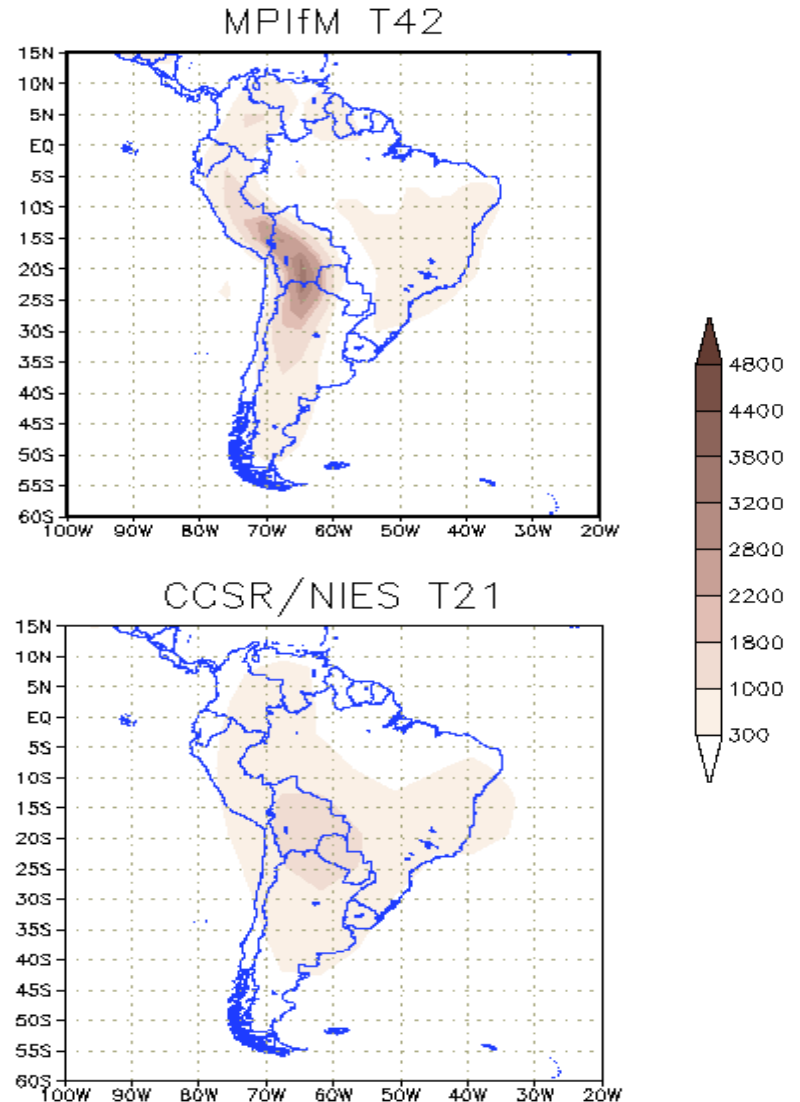 MPIfM T42
15N
10N
5N
EQ
5S
10S
15S
20S
25S
30S
35S
40S
45S
50S
55S
60S
100W 90W 80W 70W 60W 50W 40W 30W 20W
4800
4400
3800
3200
2800
2200
1800
1000
300
CCSR/NIES T21
15N
10N
5N
EQ
5S
10S
15S
20S
25S
30S
35S
40S
45S
50S
55S
60S
100W 90W 80W 70W 60W 50W 40W 30W 20W